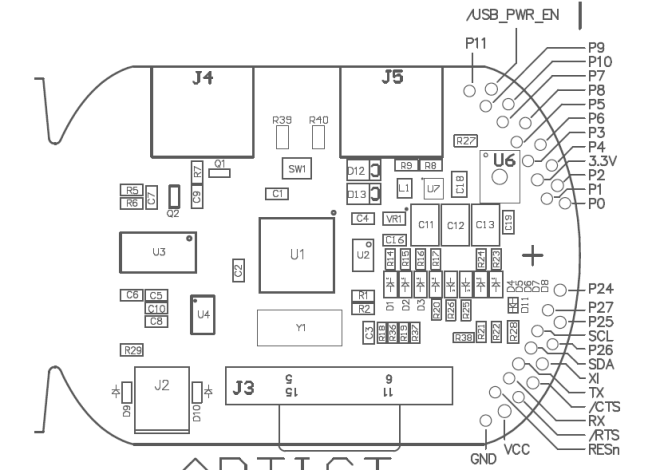 /USB_PWR_EN
P11
P9
P10
P7
P8
P5
P6
P3
P4
3.3V
P2
P1
P0
J4
J5
R39 R40
R27
U6
R7 Q1
SW1
D12
R9 R8
D13
L1 U7 C18
R5
R6 C7
Q2
C9
C1
C4 VR1
C11 C12 C13 C19
C16
U3
C2
U1
U2
R14 R15 R16 R17
R24 R23
C6 C5
C10
C8
U4
R1
R2
D1 D2 D3
R20 R26 R25
D4 D5 D6 D7 D8
D11
Y1
C3 R18 R36 R19 R37
R38 R21 R22 R28
R29
P24
P27
P25
SCL
P26
SDA
XI
TX
/CTS
RX
/RTS
RESn
D9
J2
D10
J3
5
15
6
11
GND
VCC